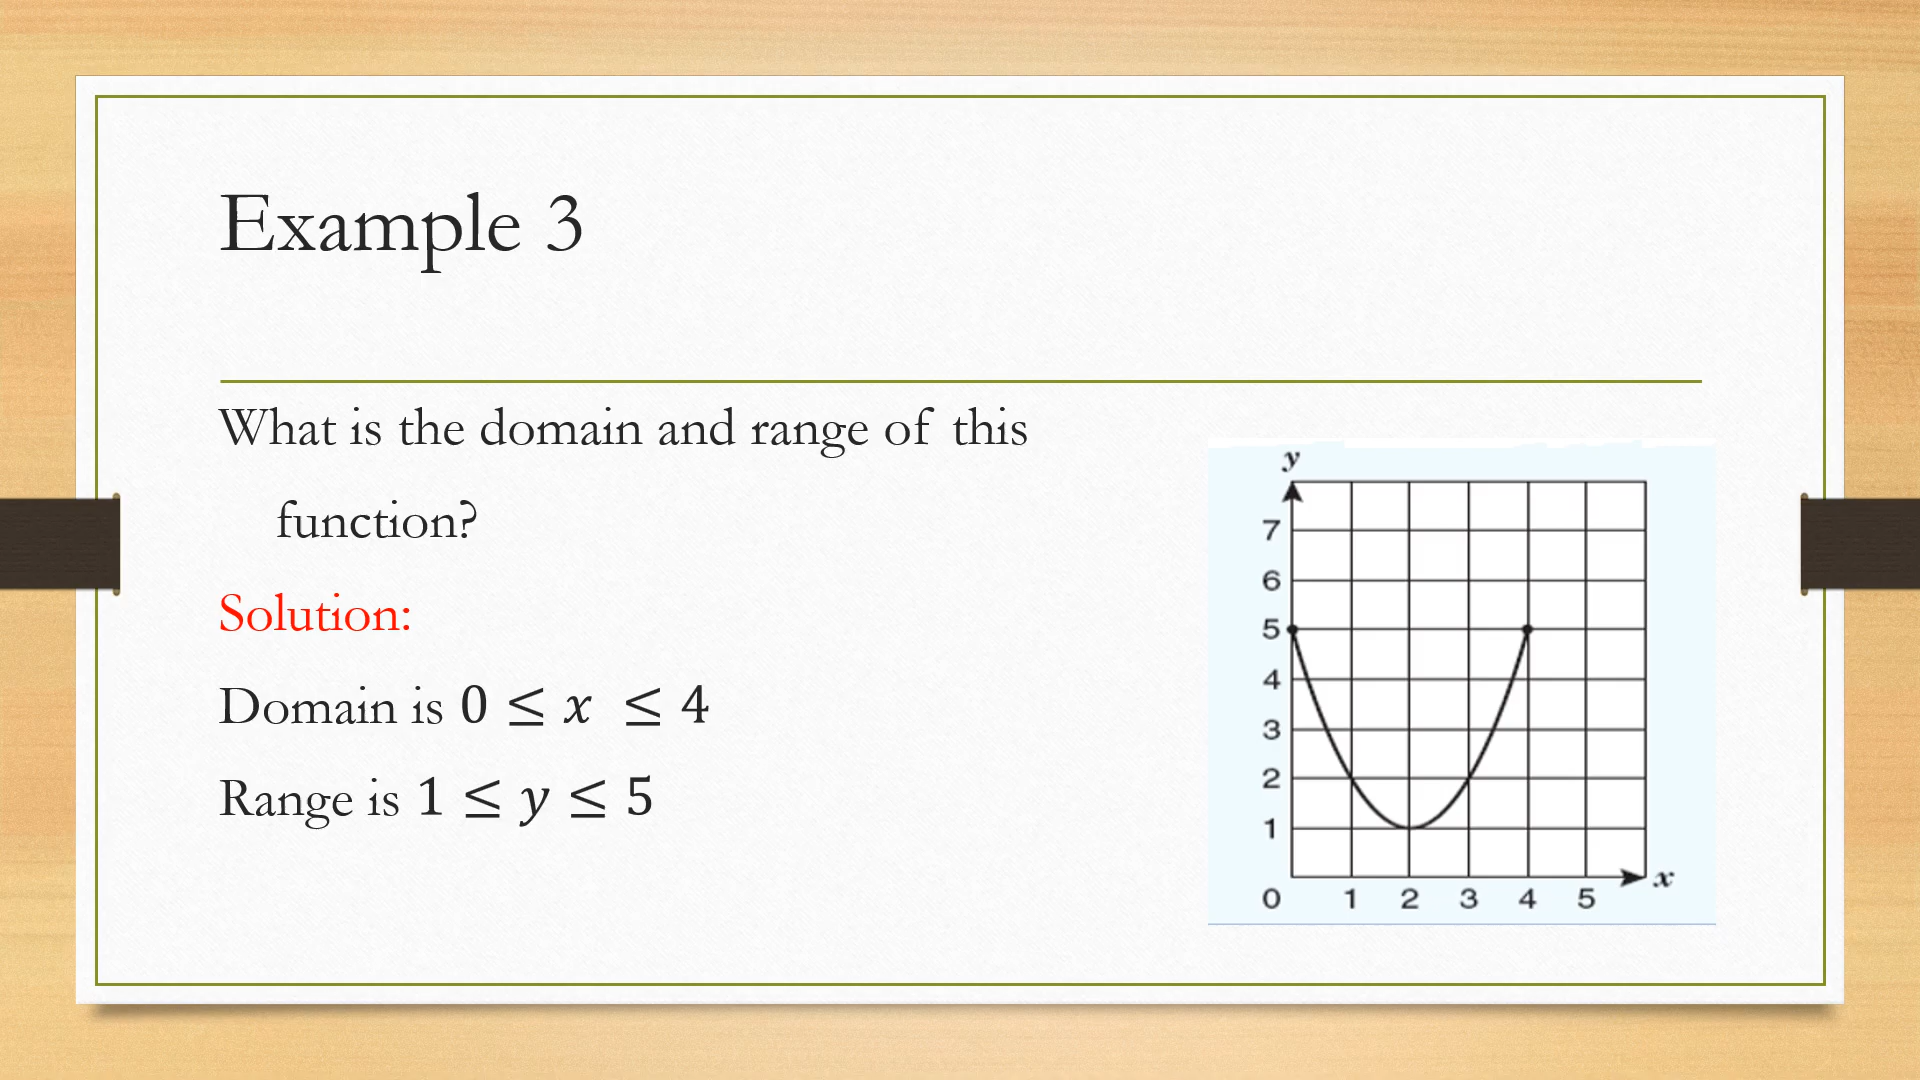 Example 3
What is the domain and range of this
function?
Solution:
Domain is 0 ≤ x ≤ 4
Range is 1 ≤ y ≤ 5
y
7
6
5
4
3
2
1
0 1 2 3 4 5
x